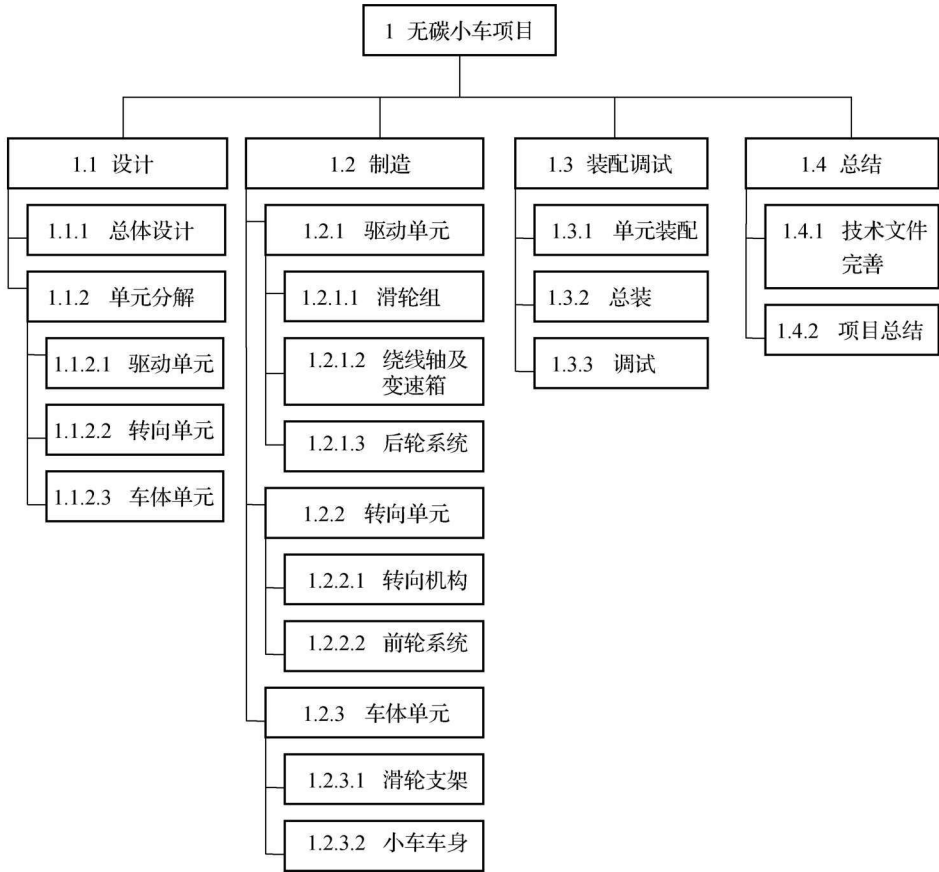 1 无碳小车项目
1.1 设计
1.1.1 总体设计
1.1.2 单元分解
1.1.2.1 驱动单元
1.1.2.2 转向单元
1.1.2.3 车体单元
1.2 制造
1.2.1 驱动单元
1.2.1.1 滑轮组
1.2.1.2 绕线轴及
变速箱
1.2.1.3 后轮系统
1.2.2 转向单元
1.2.2.1 转向机构
1.2.2.2 前轮系统
1.2.3 车体单元
1.2.3.1 滑轮支架
1.2.3.2 小车车身
1.3 装配调试
1.3.1 单元装配
1.3.2 总装
1.3.3 调试
1.4 总结
1.4.1 技术文件
完善
1.4.2 项目总结